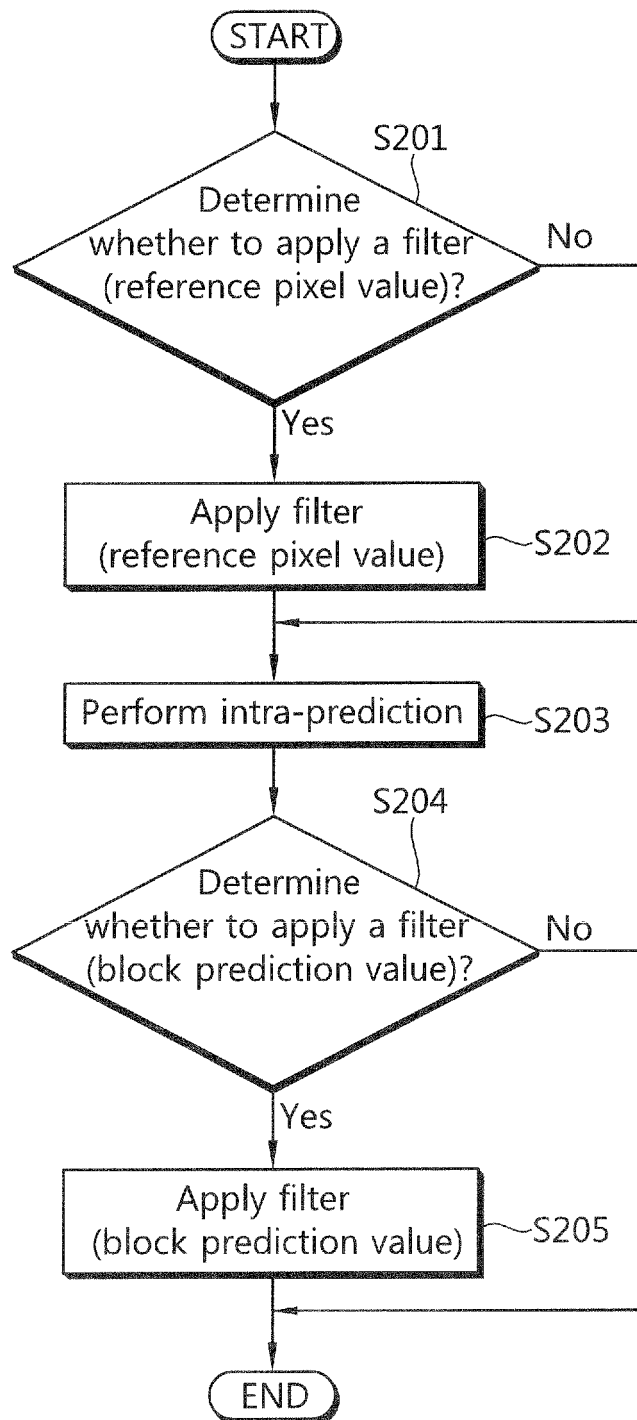 START
S201
Determine
whether to apply a filter
(reference pixel value)?
No
Yes
Apply filter
(reference pixel value)
S202
Perform intra-prediction
S203
S204
Determine
whether to apply a filter
(block prediction value)?
No
Yes
Apply filter
(block prediction value)
S205
END